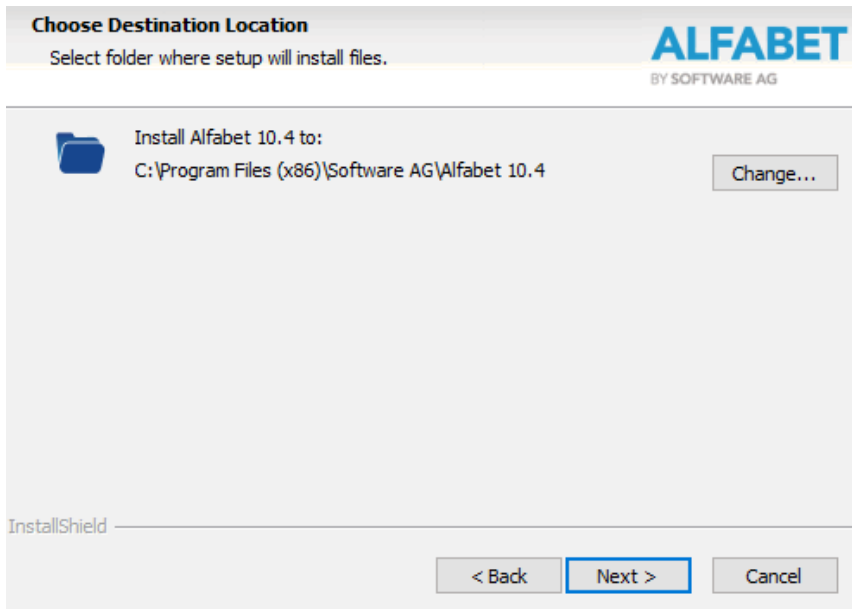 Choose Destination Location
Select folder where setup will install files.
ALFABET
BY SOFTWARE AG
Install Alfabet 10.4 to:
C:\Program Files (x86)\Software AG\Alfabet 10.4
Change...
InstallShield
< Back
Next >
Cancel